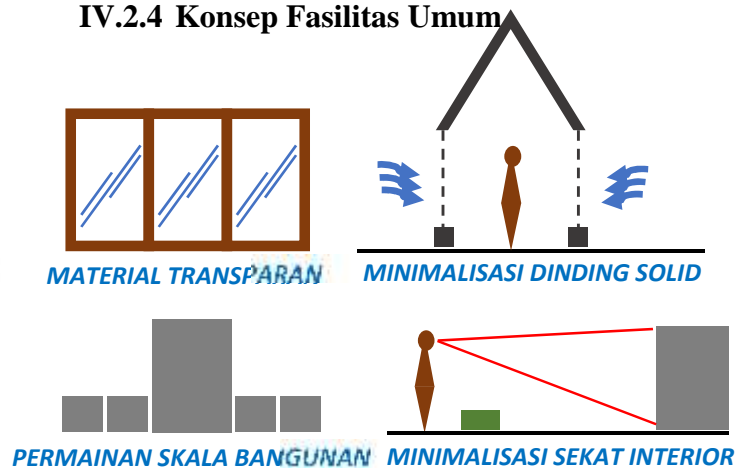 IV.2.4 Konsep Fasilitas Umum
MATERIAL TRANSPARAN
MINIMALISASI DINDING SOLID
PERMAINAN SKALA BANGUNAN
MINIMALISASI SEKAT INTERIOR